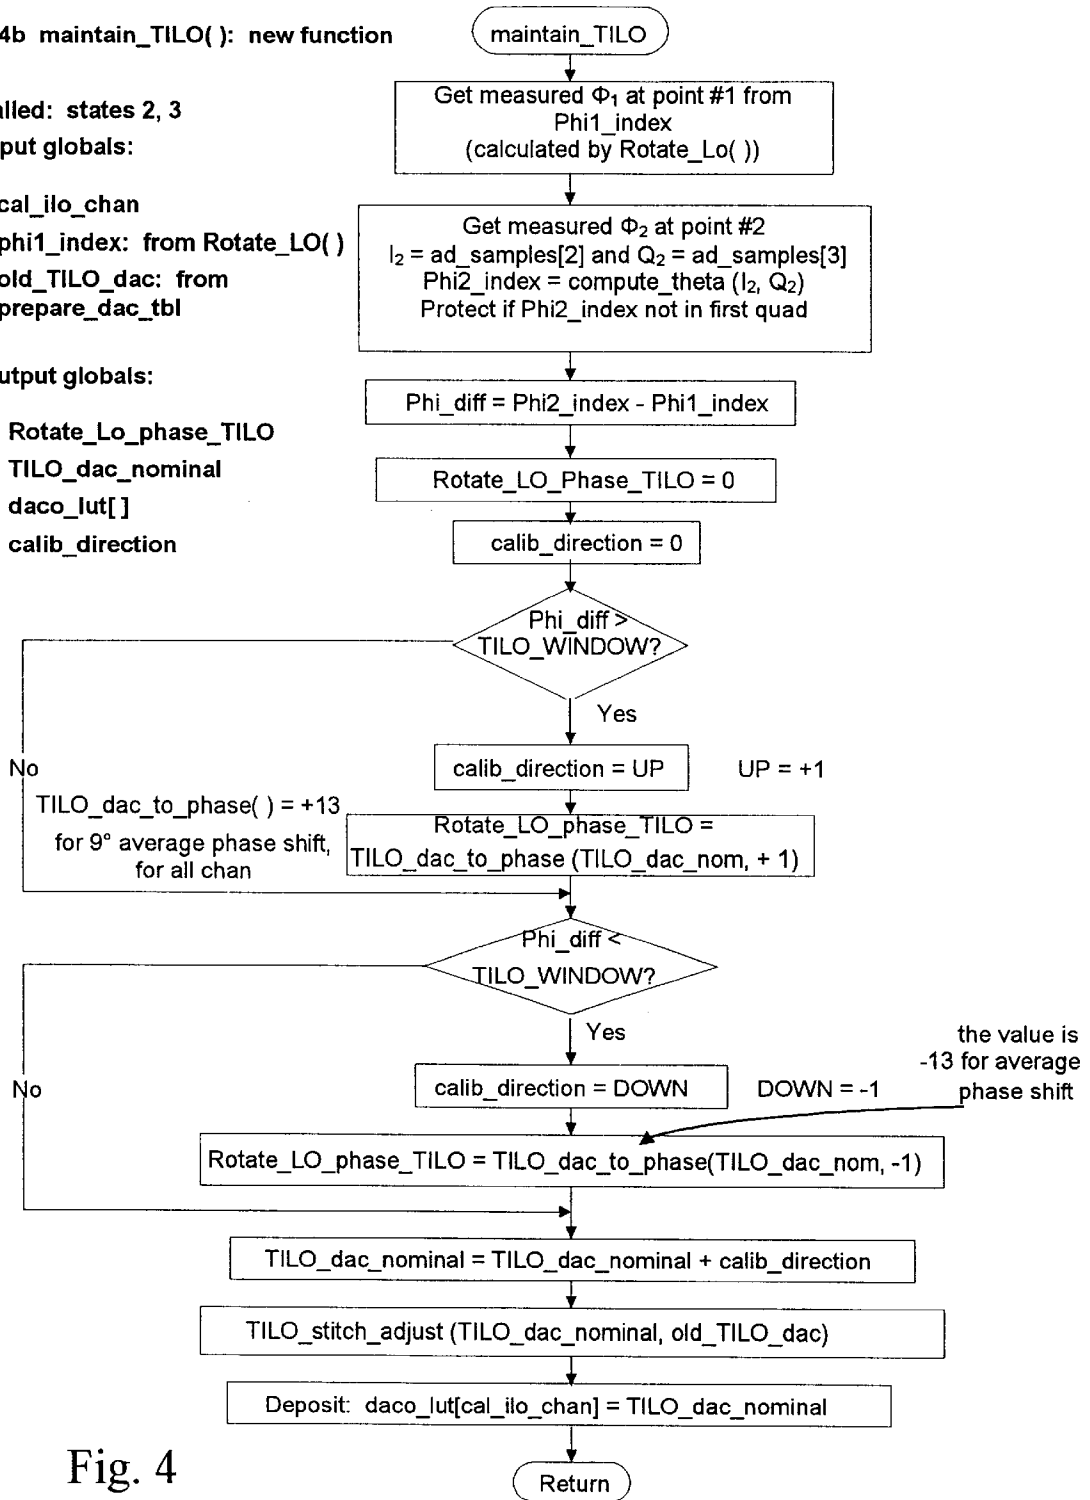 4b maintain_TILO( ): new function
maintain_TILO
alled: states 2, 3
put globals:
cal_ilo_chan
phi1_index: from Rotate_LO( )
old_TILO_dac: from
prepare_dac_tbl
utput globals:
Rotate_Lo_phase_TILO
TILO_dac_nominal
daco_lut[ ]
calib_direction
Get measured Φ1 at point #1 from
Phi1_index
(calculated by Rotate_Lo( ))
Get measured Φ2 at point #2
I2 = ad_samples[2] and Q2 = ad_samples[3]
Phi2_index = compute_theta (I2, Q2)
Protect if Phi2_index not in first quad
Phi_diff = Phi2_index - Phi1_index
Rotate_LO_Phase_TILO = 0
calib_direction = 0
Phi_diff >
TILO_WINDOW?
Yes
No
calib_direction = UP
UP = +1
TILO_dac_to_phase( ) = +13
for 9° average phase shift,
for all chan
Rotate_LO_phase_TILO =
TILO_dac_to_phase (TILO_dac_nom, + 1)
Phi_diff <
TILO_WINDOW?
Yes
No
calib_direction = DOWN
DOWN = -1
the value is
-13 for average
phase shift
Rotate_LO_phase_TILO = TILO_dac_to_phase(TILO_dac_nom, -1)
TILO_dac_nominal = TILO_dac_nominal + calib_direction
TILO_stitch_adjust (TILO_dac_nominal, old_TILO_dac)
Deposit: daco_lut[cal_ilo_chan] = TILO_dac_nominal
Return
Fig. 4